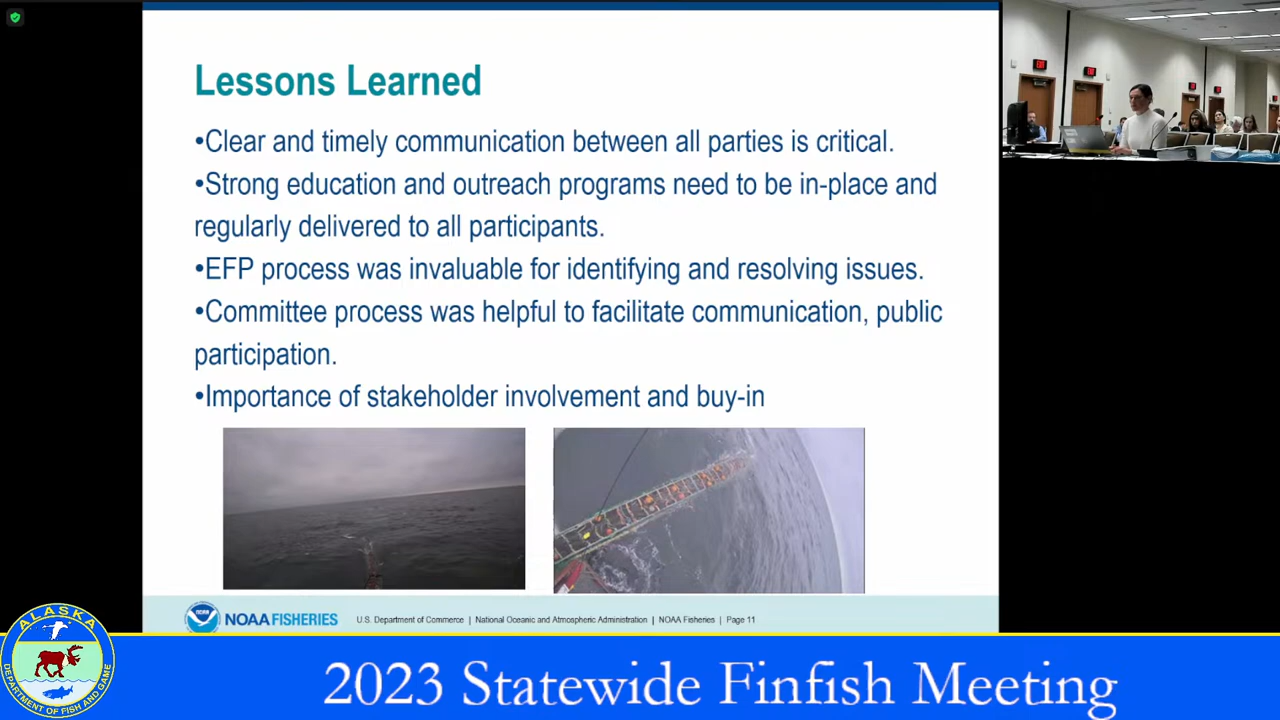 Lessons Learned
•Clear and timely communication between all parties is critical.
•Strong education and outreach programs need to be in-place and
regularly delivered to all participants.
•EFP process was invaluable for identifying and resolving issues.
•Committee process was helpful to facilitate communication, public
participation.
•Importance of stakeholder involvement and buy-in
NOAA FISHERIES
U.S. Department of Commerce | National Oceanic and Atmospheric Administration | NOAA Fisheries | Page 11
ALASKA
DEPARTMENT OF FISH AND GAME
2023 Statewide Finfish Meeting